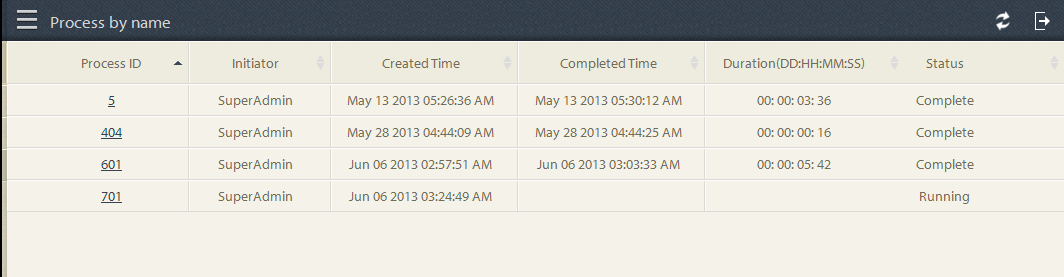 Process by name
Process ID Initiator Created Time Completed Time Duration(DD:HH:MM:SS) Status
5 SuperAdmin May 13 2013 05:26:36 AM May 13 2013 05:30:12 AM 00: 00: 03: 36 Complete
404 SuperAdmin May 28 2013 04:44:09 AM May 28 2013 04:44:25 AM 00: 00: 00: 16 Complete
601 SuperAdmin Jun 06 2013 02:57:51 AM Jun 06 2013 03:03:33 AM 00: 00: 05: 42 Complete
701 SuperAdmin Jun 06 2013 03:24:49 AM Running